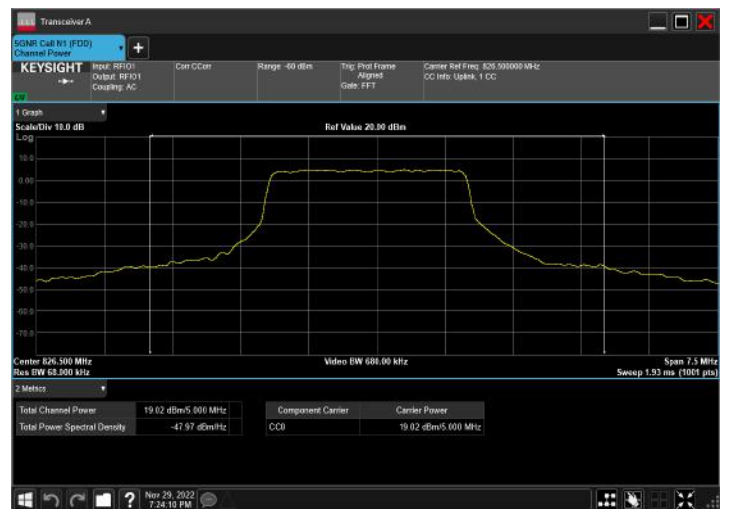 Transceiver A
5GNR Cell N1 (FDD)
Channel Power
KEYSIGHT
Input: RFIO1
Output: RFIO1
Coupling: AC
Corr CCorr
Range: -60 dBm
Trig: Prot Frame
Aligned
Gate: FFT
Carrier Ref Freq: 826.500000 MHz
CC Info: Uplink, 1 CC
1 Graph
Scale/Div 10.0 dB
Ref Value 20.00 dBm
Log
10.0
0.00
-10.0
-20.0
-30.0
-40.0
-50.0
-60.0
-70.0
Center 826.500 MHz
Video BW 680.00 kHz
Span 7.5 MHz
Res BW 68.000 kHz
Sweep 1.93 ms (1001 pts)
2 Metrics
Total Channel Power 19.02 dBm/5.000 MHz
Total Power Spectral Density -47.97 dBm/Hz
Component Carrier Carrier Power
CC0 19.02 dBm/5.000 MHz
Nov 29, 2022
7:24:10 PM